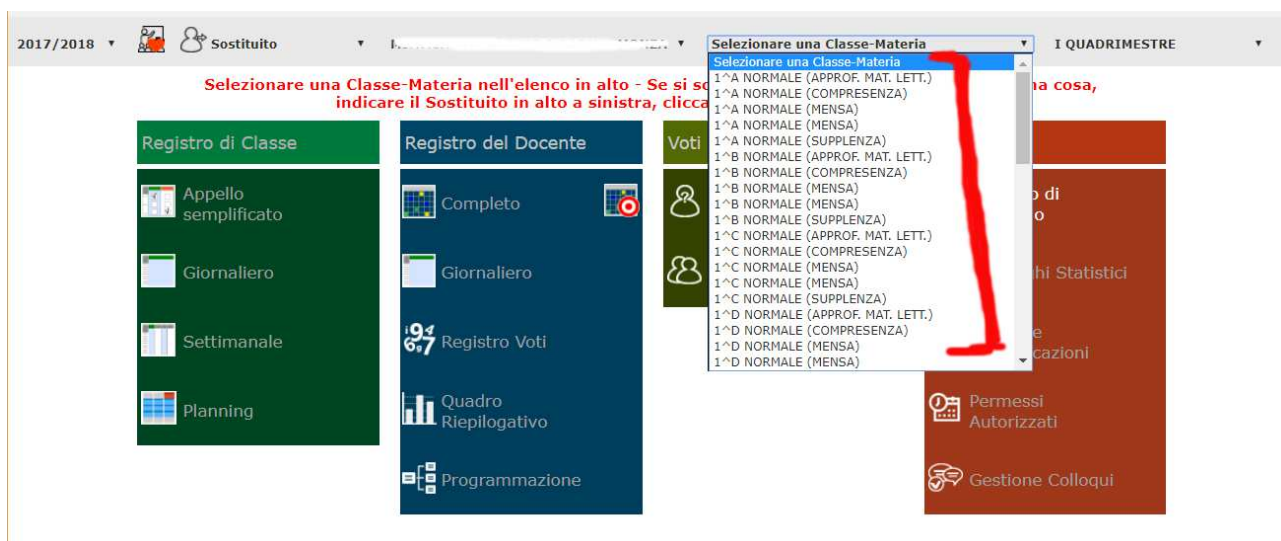 2017/2018
Sostituito
Selezionare una Classe-Materia
I QUADRIMESTRE
Selezionare una Classe-Materia nell'elenco in alto - Se si
cosa,
indicare il Sostituito in alto a sinistra,
Selezionare una Classe-Materia
1^A NORMALE (APPROF. MAT. LETT.)
1^A NORMALE (COMPRESENZA)
1^A NORMALE (MENSA)
1^A NORMALE (MENSA)
1^A NORMALE (SUPPLENZA)
1^B NORMALE (APPROF. MAT. LETT.)
1^B NORMALE (COMPRESENZA)
1^B NORMALE (MENSA)
1^B NORMALE (MENSA)
1^B NORMALE (SUPPLENZA)
1^C NORMALE (APPROF. MAT. LETT.)
1^C NORMALE (COMPRESENZA)
1^C NORMALE (MENSA)
1^C NORMALE (MENSA)
1^C NORMALE (SUPPLENZA)
1^D NORMALE (APPROF. MAT. LETT.)
1^D NORMALE (COMPRESENZA)
1^D NORMALE (MENSA)
1^D NORMALE (MENSA)
Registro di Classe
Appello
semplificato
Giornaliero
Settimanale
Planning
Registro del Docente
Completo
Giornaliero
Registro Voti
Quadro
Riepilogativo
Programmazione
Voti
di
Statistici
Permessi
Autorizzati
Gestione Colloqui